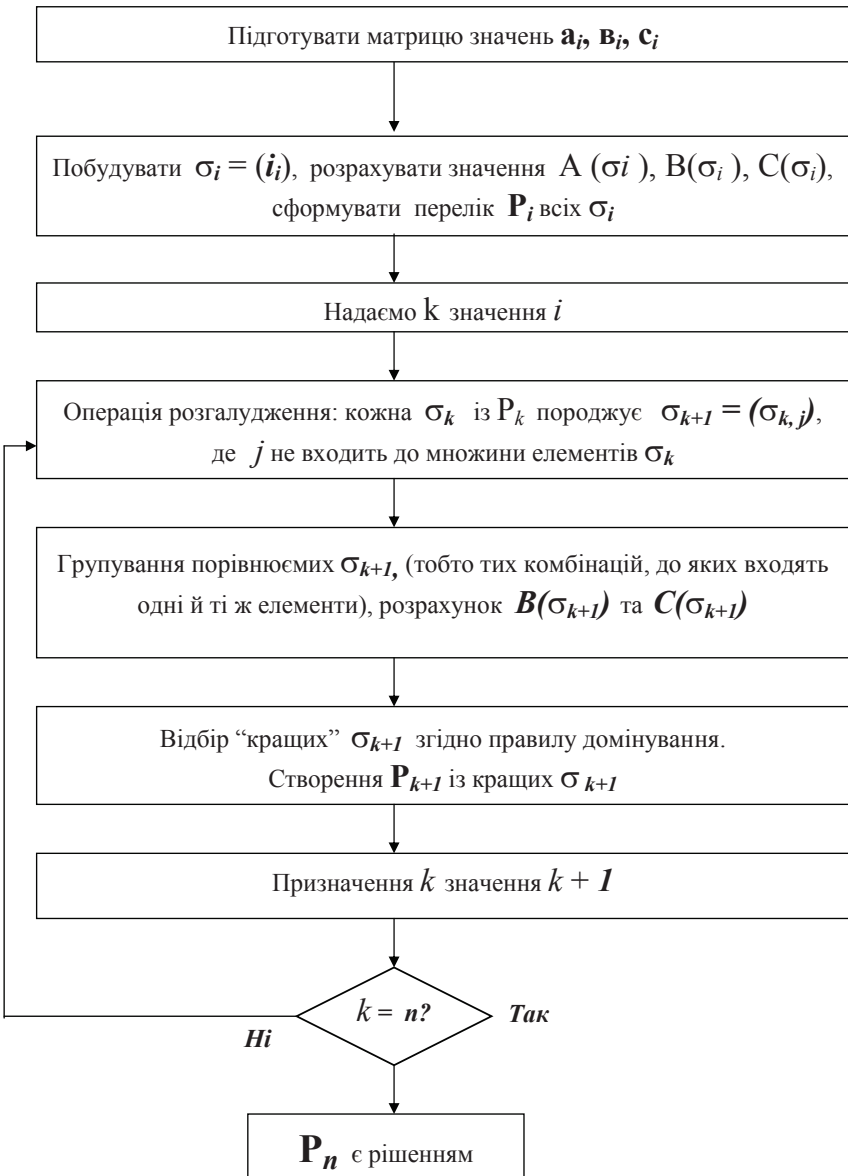 Підготувати матрицю значень aᵢ, вᵢ, cᵢ
Побудувати σᵢ = (iᵢ), розрахувати значення A (σi ), B(σᵢ ), C(σᵢ),
сформувати перелік Pᵢ всіх σᵢ
Надаємо k значення i
Операція розгалудження: кожна σₖ із Pₖ породжує σₖ₊₁ = (σₖ, ⱼ),
де j не входить до множини елементів σₖ
Групування порівнюємих σₖ₊₁, (тобто тих комбінацій, до яких входять
одні й ті ж елементи), розрахунок B(σₖ₊₁) та C(σₖ₊₁)
Відбір “кращих” σₖ₊₁ згідно правилу домінування.
Створення Pₖ₊₁ із кращих σ ₖ₊₁
Призначення k значення k + 1
k = n?
Так
Ні
Pₙ є рішенням